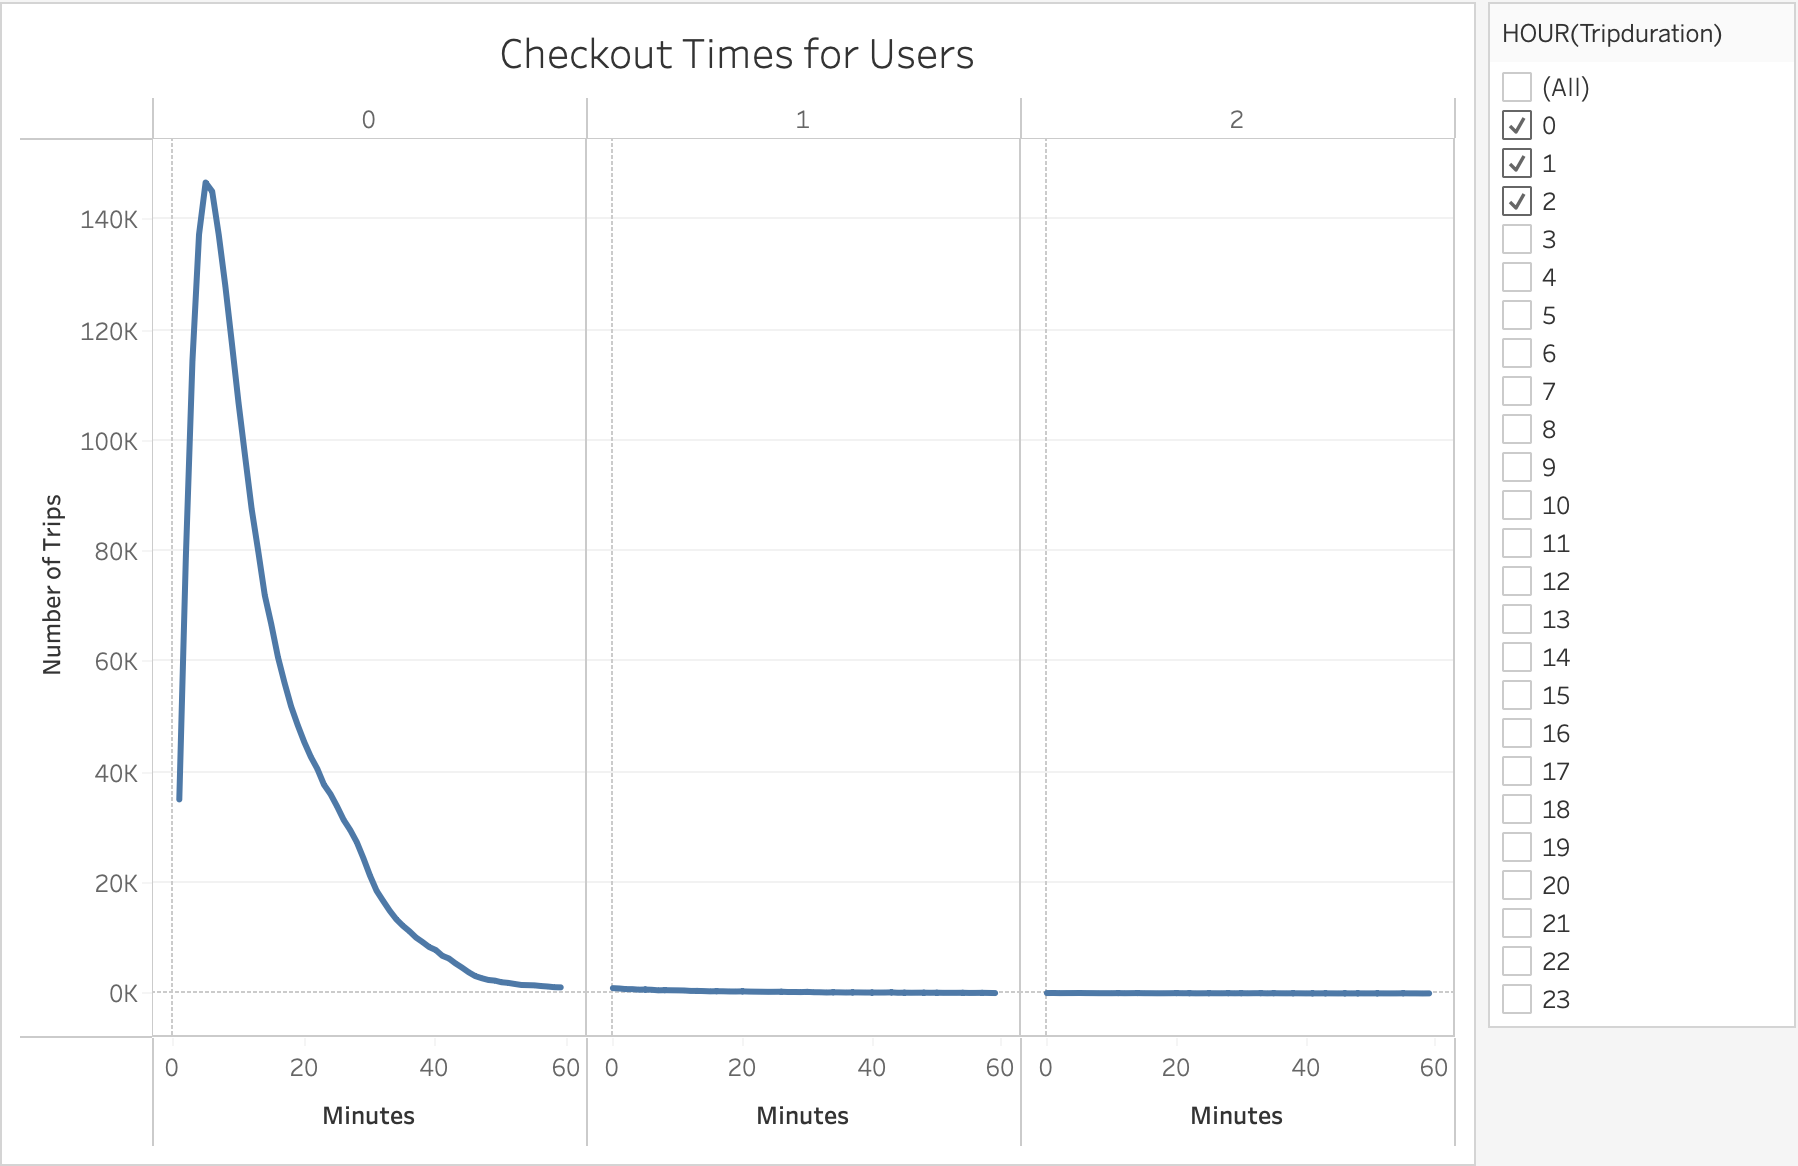 Checkout Times for Users
0 1 2
140K
120K
100K
80K
60K
40K
20K
0K
Number of Trips
0 20 40 60 0 20 40 60 0 20 40 60
Minutes Minutes Minutes
HOUR(Tripduration)
(All)
0
1
2
3
4
5
6
7
8
9
10
11
12
13
14
15
16
17
18
19
20
21
22
23